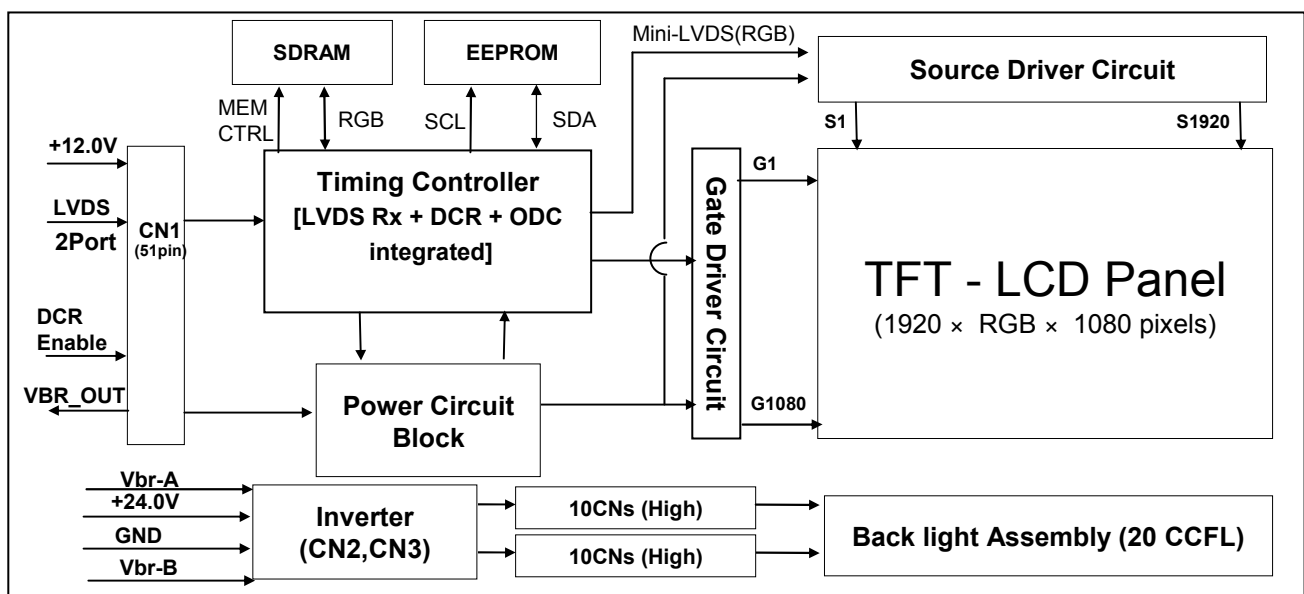 SDRAM
EEPROM
Mini-LVDS(RGB)
Source Driver Circuit
MEM
CTRL
RGB
SCL
SDA
S1
S1920
+12.0V
LVDS
2Port
CN1
(51pin)
DCR
Enable
VBR_OUT
Timing Controller
[LVDS Rx + DCR + ODC
integrated]
Power Circuit
Block
Gate Driver Circuit
G1
G1080
TFT - LCD Panel
(1920 × RGB × 1080 pixels)
Vbr-A
+24.0V
GND
Vbr-B
Inverter
(CN2,CN3)
10CNs (High)
10CNs (High)
Back light Assembly (20 CCFL)